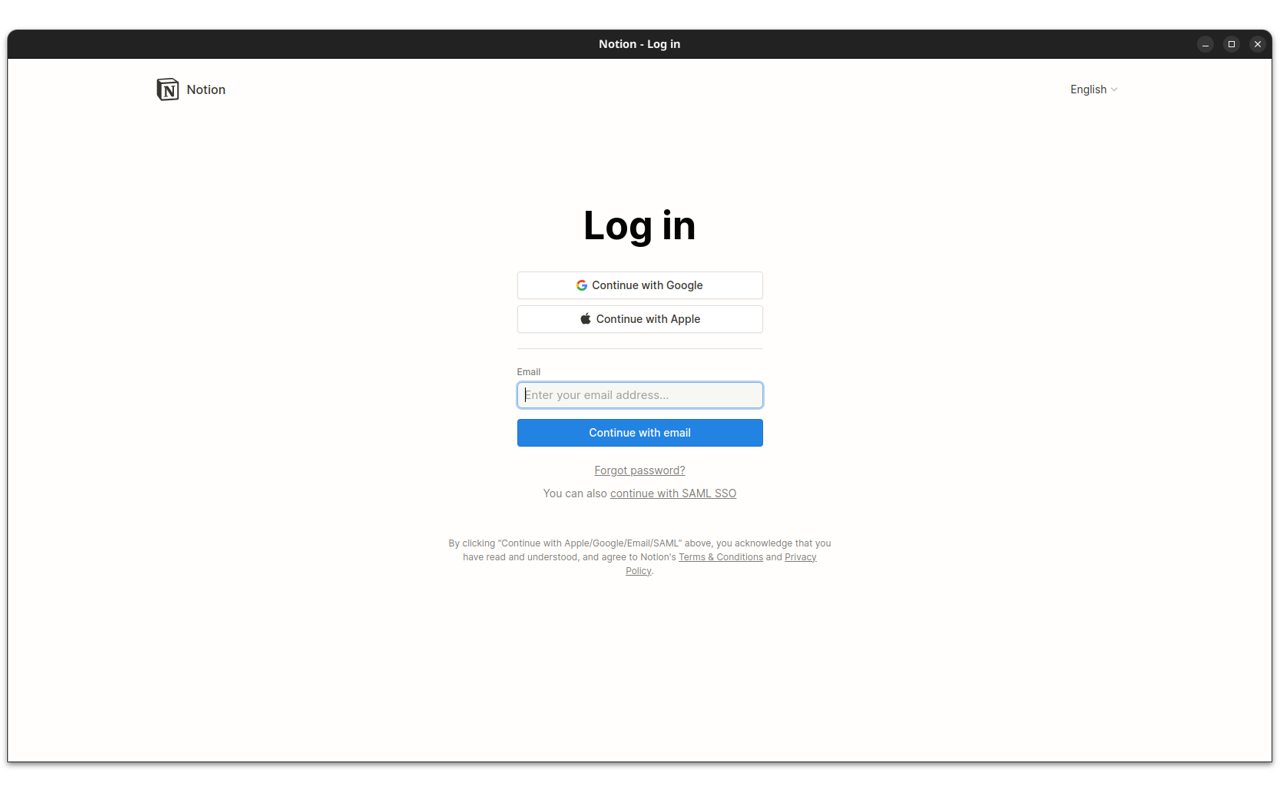 Notion - Log in
Notion
English
Log in
Continue with Google
Continue with Apple
Email
Enter your email address...
Continue with email
Forgot password?
You can also continue with SAML SSO
By clicking “Continue with Apple/Google/Email/SAML” above, you acknowledge that you
have read and understood, and agree to Notion's Terms & Conditions and Privacy
Policy.